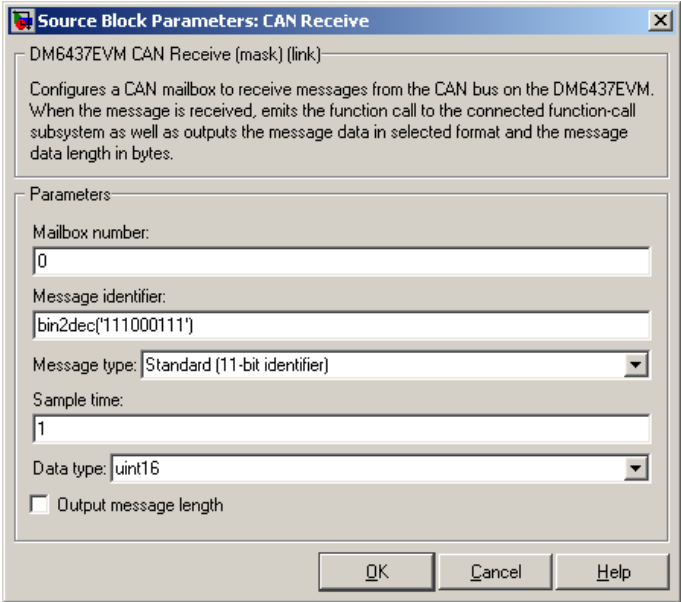 Source Block Parameters: CAN Receive
DM6437EVM CAN Receive (mask) (link)
Configures a CAN mailbox to receive messages from the CAN bus on the DM6437EVM.
When the message is received, emits the function call to the connected function-call
subsystem as well as outputs the message data in selected format and the message
data length in bytes.
Parameters
Mailbox number:
0
Message identifier:
bin2dec('111000111')
Message type: Standard (11-bit identifier)
Sample time:
1
Data type: uint16
Output message length
OK Cancel Help